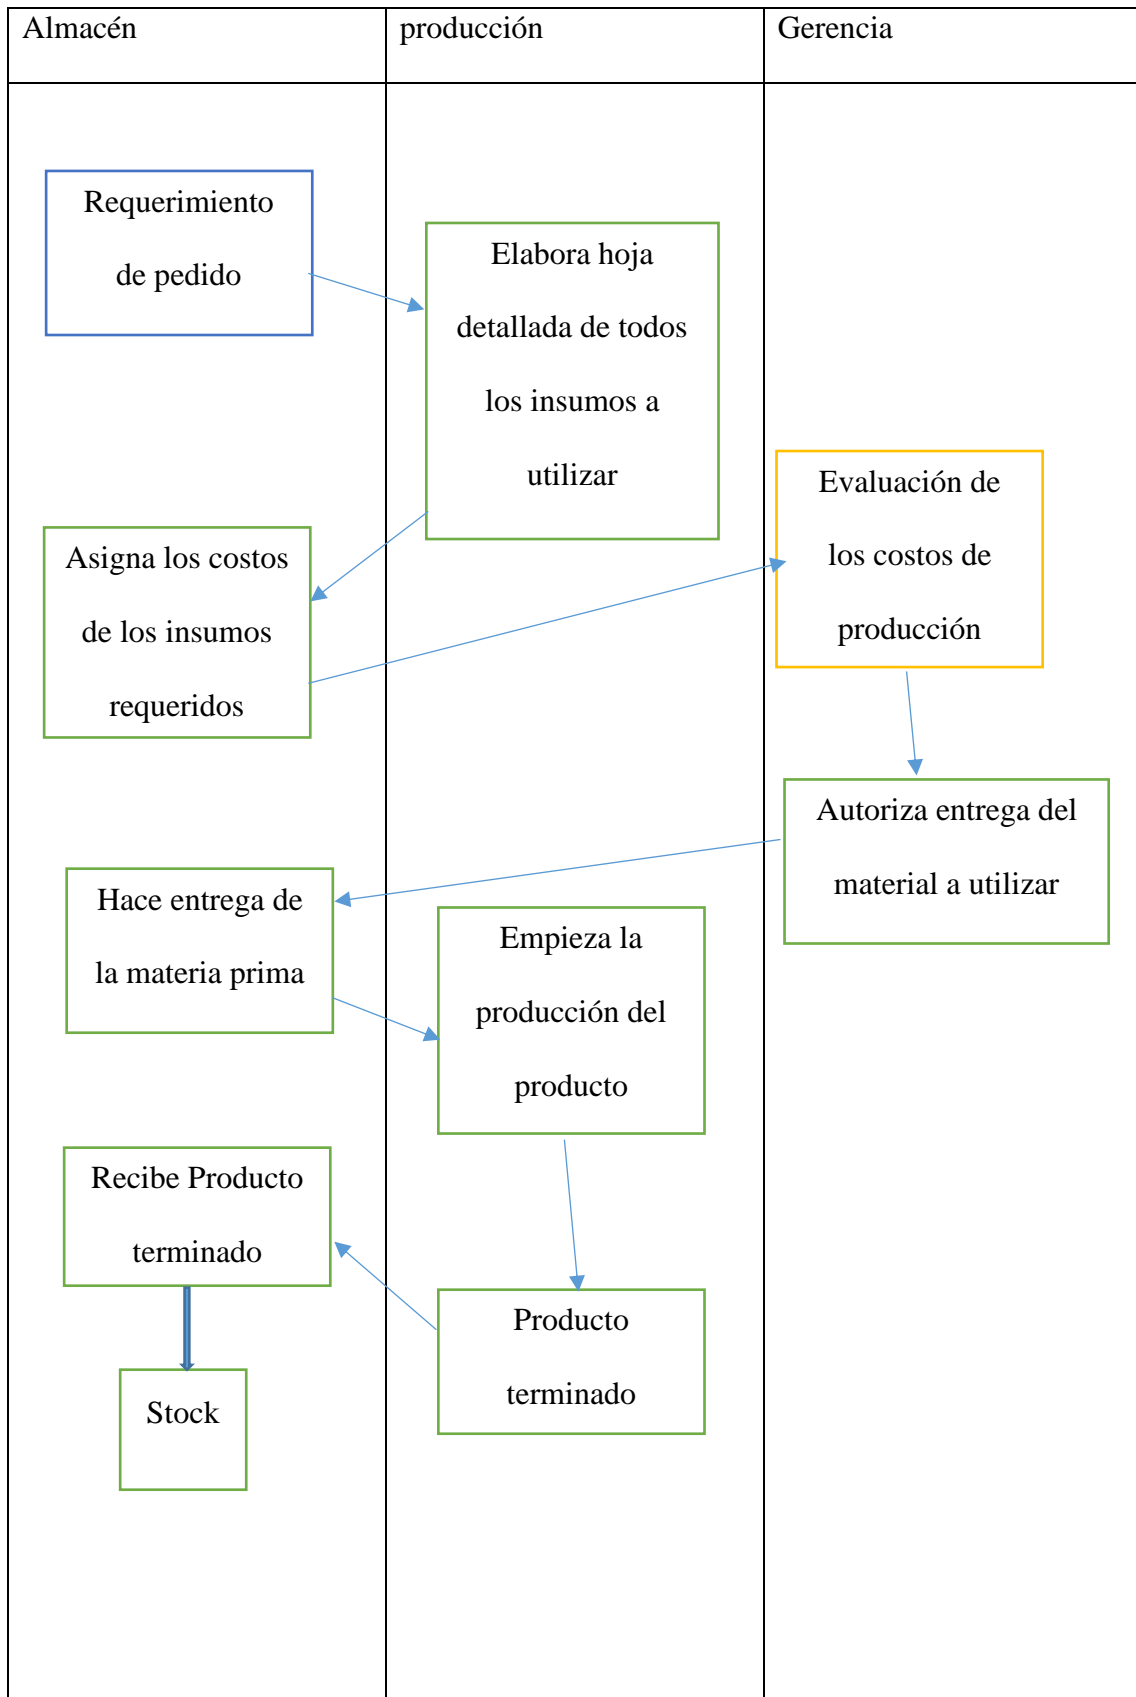 Almacén
producción
Gerencia
Requerimiento
de pedido
Elabora hoja
detallada de todos
los insumos a
utilizar
Asigna los costos
de los insumos
requeridos
Evaluación de
los costos de
producción
Autoriza entrega del
material a utilizar
Hace entrega de
la materia prima
Empieza la
producción del
producto
Producto
terminado
Recibe Producto
terminado
Stock